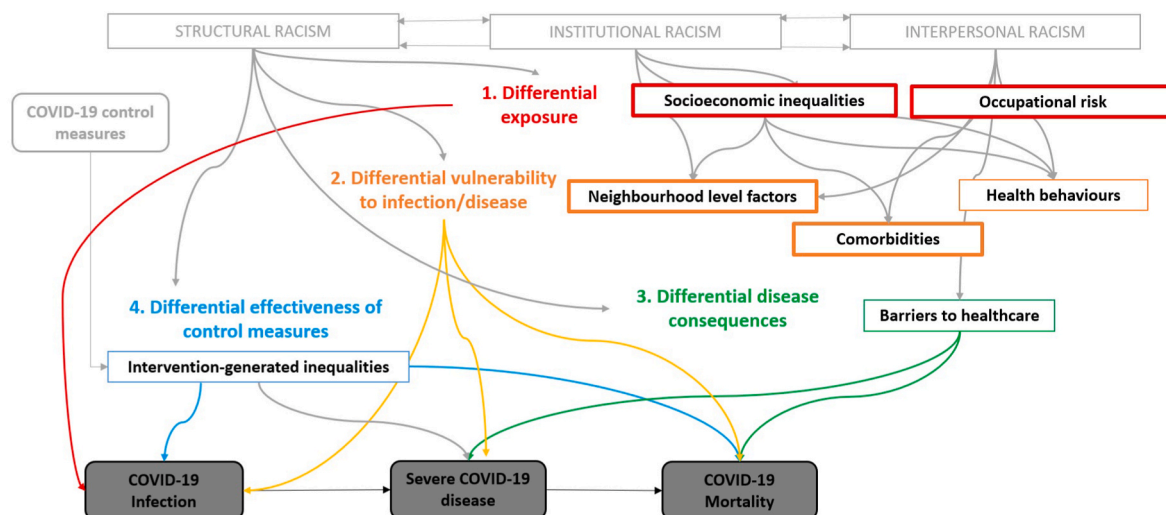 STRUCTURAL RACISM
INSTITUTIONAL RACISM
INTERPERSONAL RACISM
1. Differential
exposure
Socioeconomic inequalities
Occupational risk
COVID-19 control
measures
2. Differential vulnerability
to infection/disease
Neighbourhood level factors
Health behaviours
Comorbidities
4. Differential effectiveness of
control measures
3. Differential disease
consequences
Barriers to healthcare
Intervention-generated inequalities
COVID-19
Infection
Severe COVID-19
disease
COVID-19
Mortality